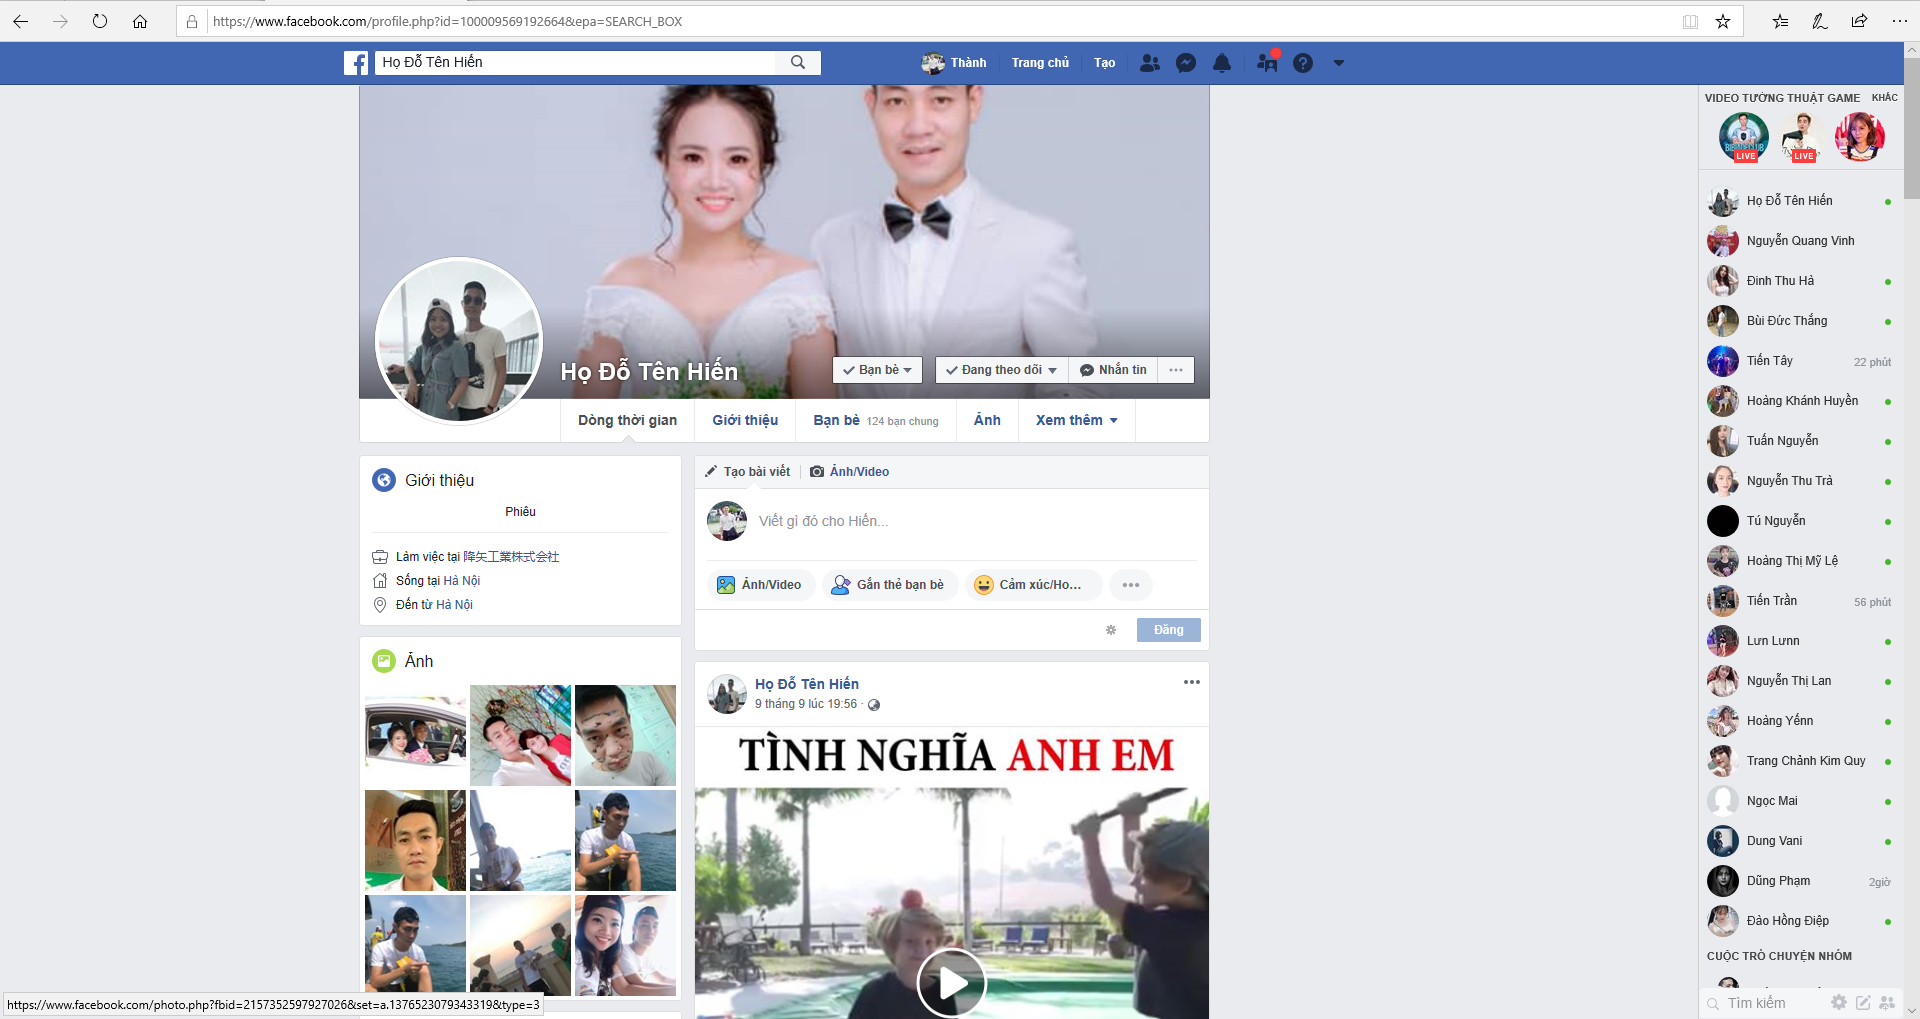 https://www.facebook.com/profile.php?id=100009569192664&epa=SEARCH_BOX
Họ Đỗ Tên Hiến
Thành
Trang chủ
Tạo
VIDEO TƯỜNG THUẬT GAME KHÁC
LIVE
LIVE
Họ Đỗ Tên Hiến
Bạn bè
Đang theo dõi
Nhắn tin
Dòng thời gian
Giới thiệu
Bạn bè 124 bạn chung
Ảnh
Xem thêm
Giới thiệu
Phiêu
Làm việc tại 降矢工業株式会社
Sống tại Hà Nội
Đến từ Hà Nội
Ảnh
Tạo bài viết
Ảnh/Video
Viết gì đó cho Hiến...
Ảnh/Video
Gắn thẻ bạn bè
Cảm xúc/Ho...
Đăng
Họ Đỗ Tên Hiến
9 tháng 9 lúc 19:56 ·
TÌNH NGHĨA ANH EM
Họ Đỗ Tên Hiến
Nguyễn Quang Vinh
Đinh Thu Hà
Bùi Đức Thắng
Tiến Tây 22 phút
Hoàng Khánh Huyền
Tuấn Nguyễn
Nguyễn Thu Trà
Tú Nguyễn
Hoàng Thị Mỹ Lệ
Tiến Trần 56 phút
Lưn Lunn
Nguyễn Thị Lan
Hoàng Yếnn
Trang Chảnh Kim Quy
Ngọc Mai
Dung Vani
Dũng Phạm 2giờ
Đào Hồng Điệp
CUỘC TRÒ CHUYỆN NHÓM
Tìm kiếm
https://www.facebook.com/photo.php?fbid=2157352597927026&set=a.1376523079343319&type=3